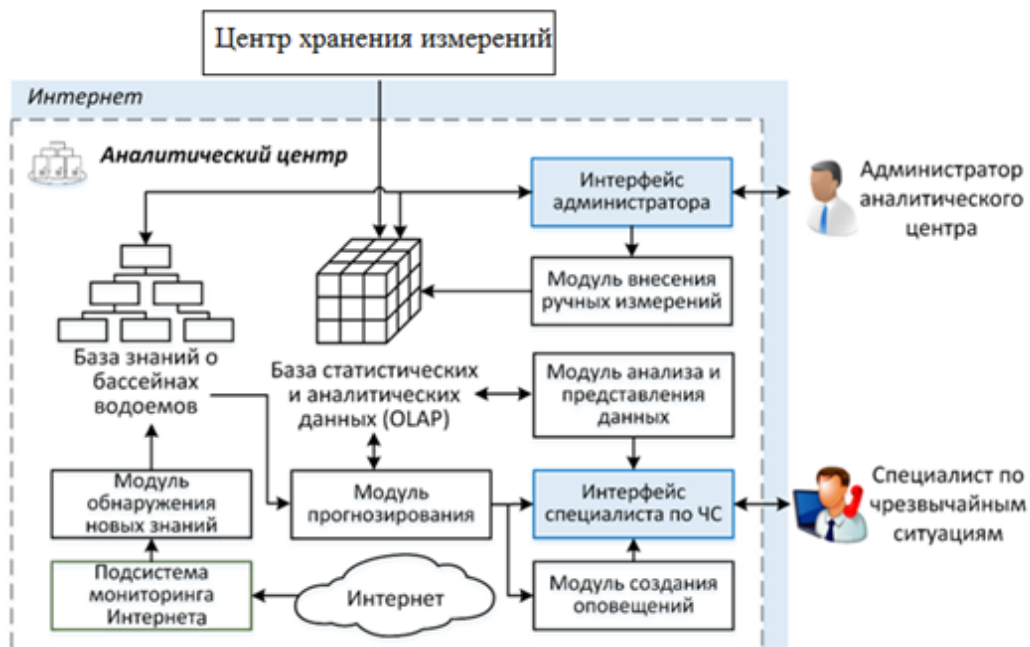 Центр хранения измерений
Интернет
Аналитический центр
Интерфейс
администратора
Администратор
аналитического
центра
Модуль внесения
ручных измерений
База знаний о
бассейнах
водоемов
База статистических
и аналитических
данных (OLAP)
Модуль анализа и
представления
данных
Модуль
обнаружения
новых знаний
Модуль
прогнозирования
Интерфейс
специалиста по ЧС
Специалист по
чрезвычайным
ситуациям
Подсистема
мониторинга
Интернета
Интернет
Модуль создания
оповещений